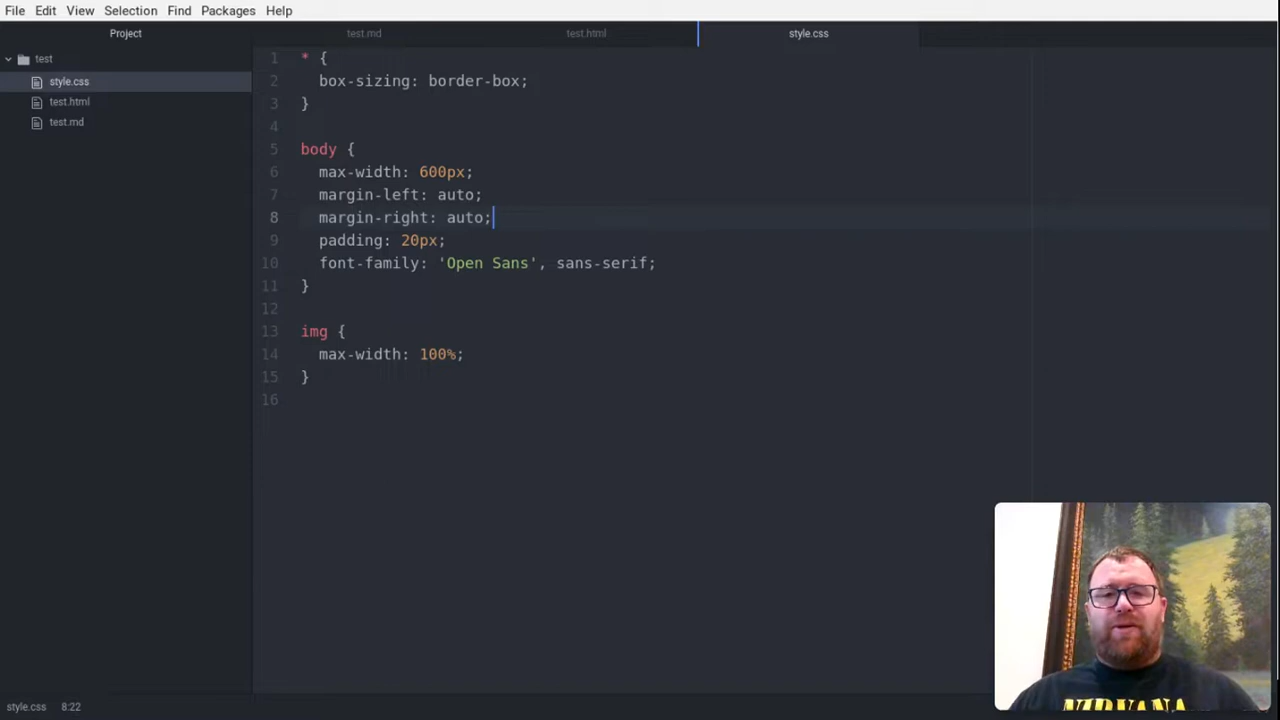 File Edit View Selection Find Packages Help
Project
test.md
test.html
style.css
test
style.css
test.html
test.md
1 * {
2 box-sizing: border-box;
3 }
4
5 body {
6 max-width: 600px;
7 margin-left: auto;
8 margin-right: auto;
9 padding: 20px;
10 font-family: 'Open Sans', sans-serif;
11 }
12
13 img {
14 max-width: 100%;
15 }
16
NIRVANA
style.css 8:22